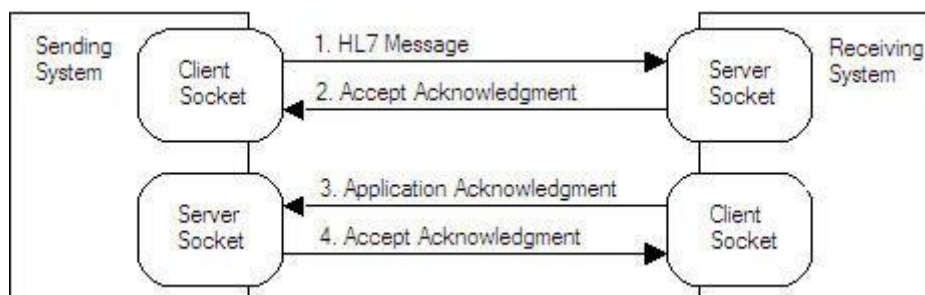 Sending
System
Client
Socket
1. HL7 Message
2. Accept Acknowledgment
Server
Socket
Receiving
System
Server
Socket
3. Application Acknowledgment
4. Accept Acknowledgment
Client
Socket